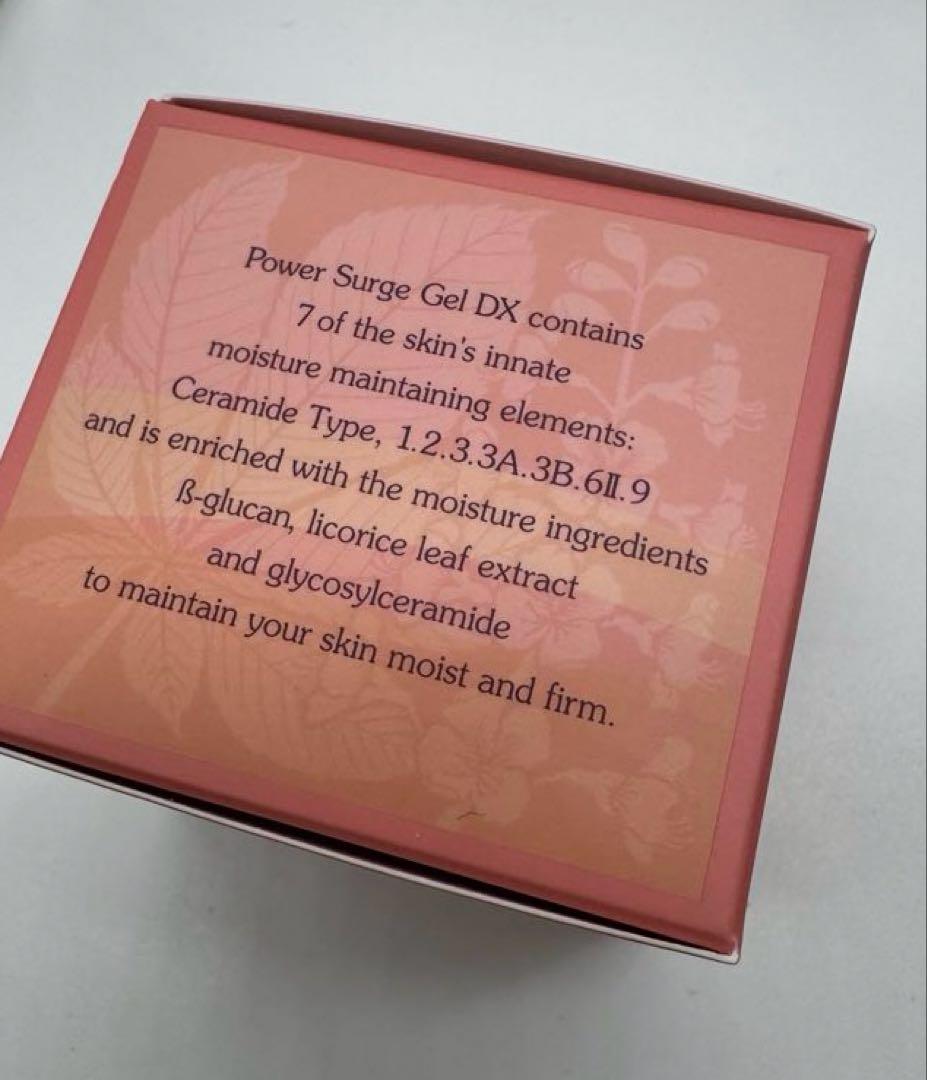 Power Surge Gel DX contains
7 of the skin's innate
moisture maintaining elements:
Ceramide Type, 1.2.3.3A.3B.6Ⅱ.9
and is enriched with the moisture ingredients
ß-glucan, licorice leaf extract
and glycosylceramide
to maintain your skin moist and firm.